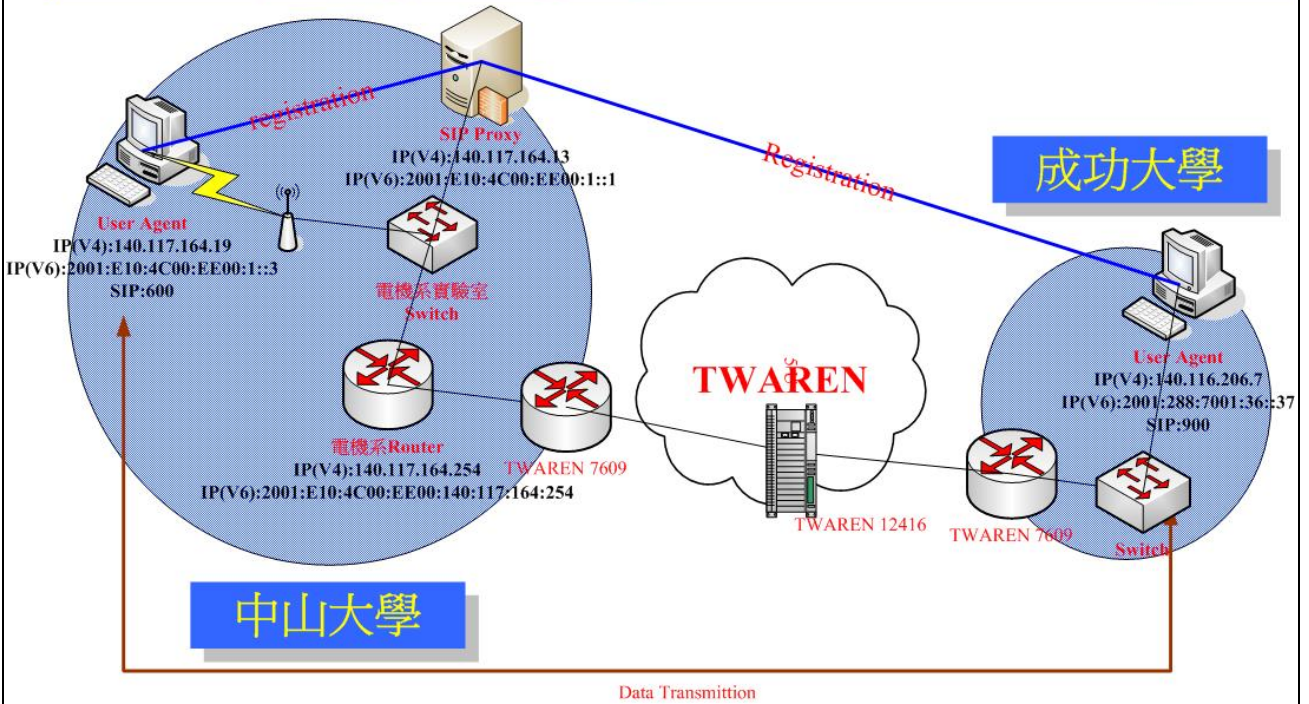 registration
SIP Proxy
IP(V4):140.117.164.13
IP(V6):2001:E10:4C00:EE00:1::1
Registration
成功大學
User Agent
IP(V4):140.117.164.19
IP(V6):2001:E10:4C00:EE00:1::3
SIP:600
電機系實驗室
Switch
TWAREN
User Agent
IP(V4):140.116.206.7
IP(V6):2001:288:7001:36::37
SIP:900
電機系Router
IP(V4):140.117.164.254
IP(V6):2001:E10:4C00:EE00:140:117:164:254
TWAREN 7609
TWAREN 12416
TWAREN 7609
Switch
中山大學
Data Transmittion